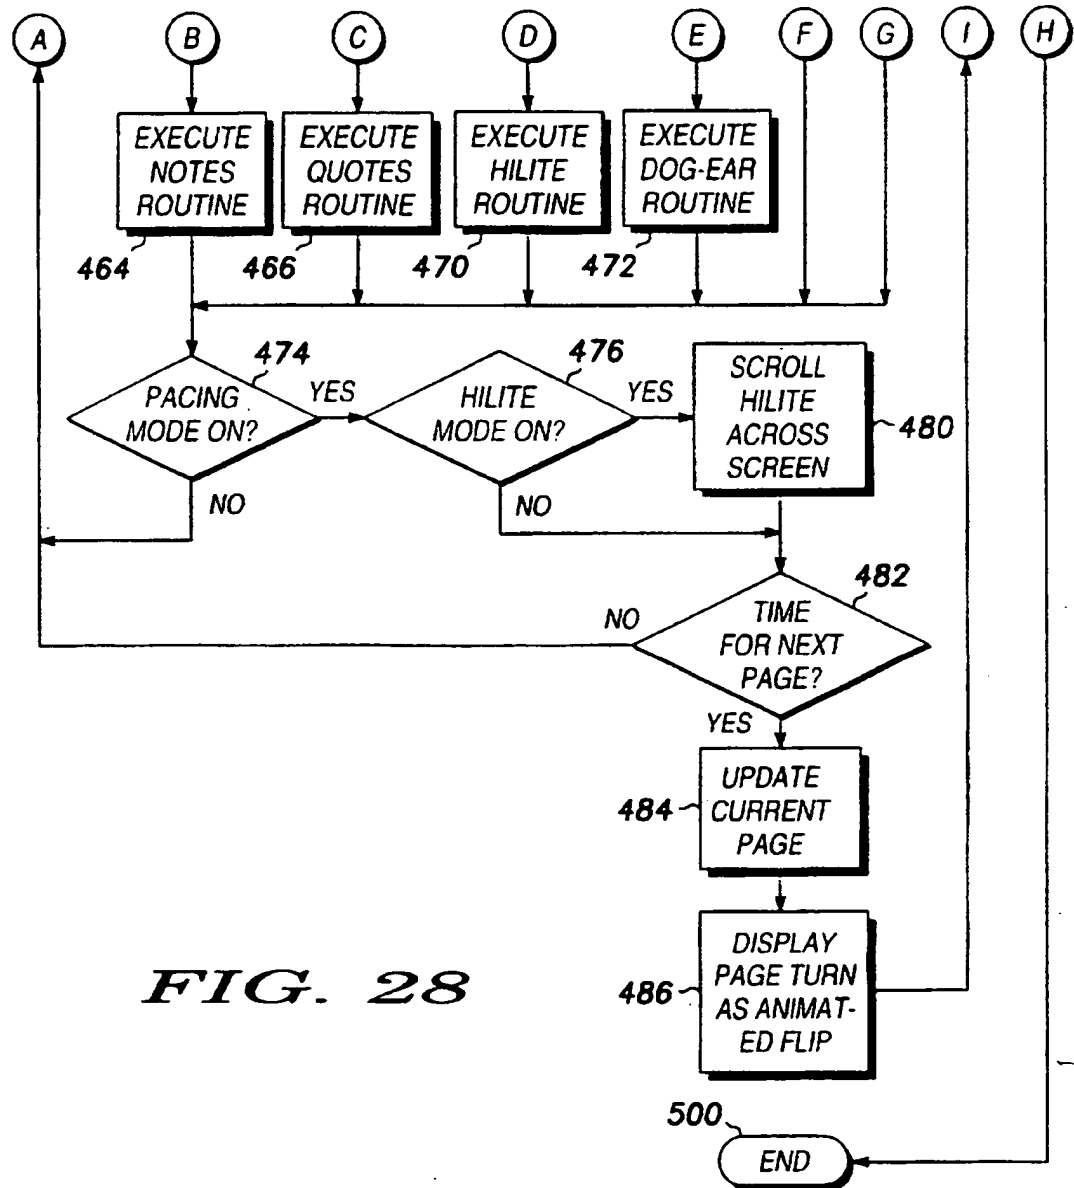 A B C D E F G I H
EXECUTE
NOTES
ROUTINE
464
EXECUTE
QUOTES
ROUTINE
466
EXECUTE
HILITE
ROUTINE
470
EXECUTE
DOG-EAR
ROUTINE
472
474
PACING
MODE ON?
YES
NO
476
HILITE
MODE ON?
YES
NO
SCROLL
HILITE
ACROSS
SCREEN
480
482
TIME
FOR NEXT
PAGE?
NO
YES
484
UPDATE
CURRENT
PAGE
486
DISPLAY
PAGE TURN
AS ANIMAT-
ED FLIP
FIG. 28
500
END